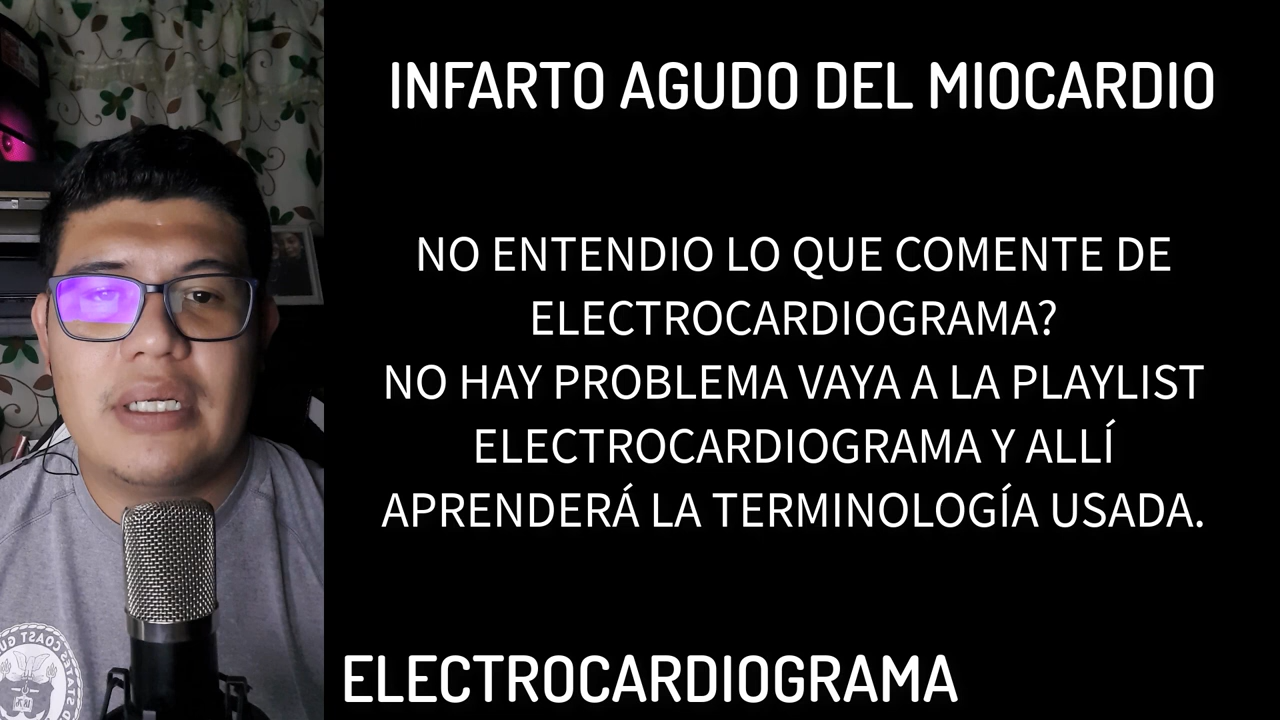 INFARTO AGUDO DEL MIOCARDIO
NO ENTENDIO LO QUE COMENTE DE
ELECTROCARDIOGRAMA?
NO HAY PROBLEMA VAYA A LA PLAYLIST
ELECTROCARDIOGRAMA Y ALLÍ
APRENDERÁ LA TERMINOLOGÍA USADA.
ELECTROCARDIOGRAMA